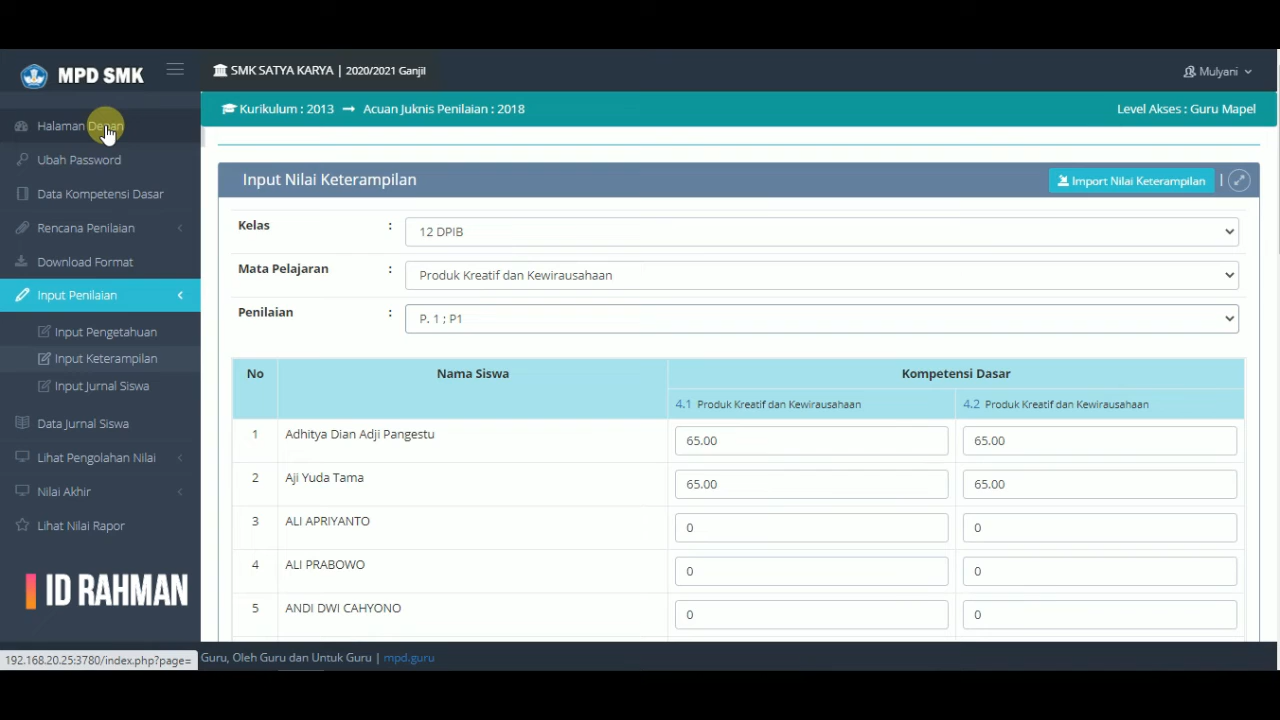 MPD SMK
SMK SATYA KARYA | 2020/2021 Ganjil
Mulyani
Kurikulum : 2013 → Acuan Juknis Penilaian : 2018
Level Akses : Guru Mapel
Halaman Depan
Ubah Password
Data Kompetensi Dasar
Rencana Penilaian
Download Format
Input Penilaian
Input Pengetahuan
Input Keterampilan
Input Jurnal Siswa
Data Jurnal Siswa
Lihat Pengolahan Nilai
Nilai Akhir
Lihat Nilai Rapor
ID RAHMAN
Input Nilai Keterampilan
Import Nilai Keterampilan |
Kelas : 12 DPIB
Mata Pelajaran : Produk Kreatif dan Kewirausahaan
Penilaian : P. 1 ; P1
No Nama Siswa Kompetensi Dasar
4.1 Produk Kreatif dan Kewirausahaan 4.2 Produk Kreatif dan Kewirausahaan
1 Adhitya Dian Adji Pangestu 65.00 65.00
2 Aji Yuda Tama 65.00 65.00
3 ALI APRIYANTO 0 0
4 ALI PRABOWO 0 0
5 ANDI DWI CAHYONO 0 0
192.168.20.25:3780/index.php?page=
Guru, Oleh Guru dan Untuk Guru | mpd.guru